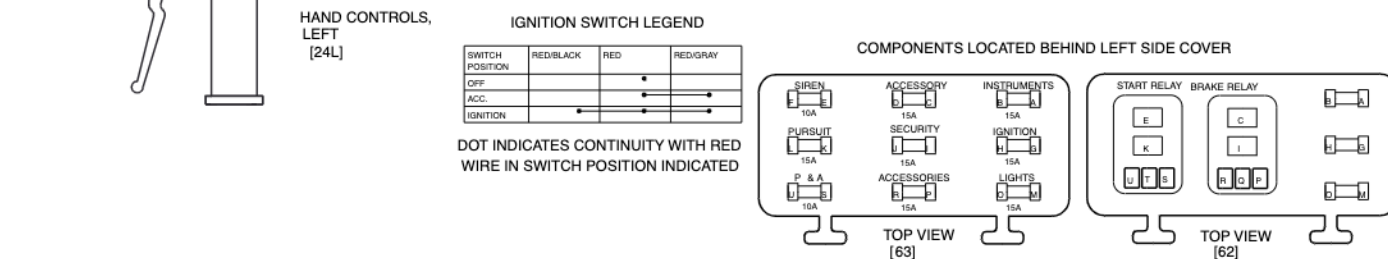 HAND CONTROLS,
LEFT
[24L]
IGNITION SWITCH LEGEND
SWITCH POSITION RED/BLACK RED RED/GRAY
OFF
ACC.
IGNITION
DOT INDICATES CONTINUITY WITH RED
WIRE IN SWITCH POSITION INDICATED
COMPONENTS LOCATED BEHIND LEFT SIDE COVER
SIREN ACCESSORY INSTRUMENTS
F E D C B A
10A 15A 15A
PURSUIT SECURITY IGNITION
L K J I H G
15A 15A 15A
P & A ACCESSORIES LIGHTS
U S R P O M
10A 15A 15A
TOP VIEW
[63]
START RELAY BRAKE RELAY
E C B A
K I H G
U T S R Q P O M
TOP VIEW
[62]